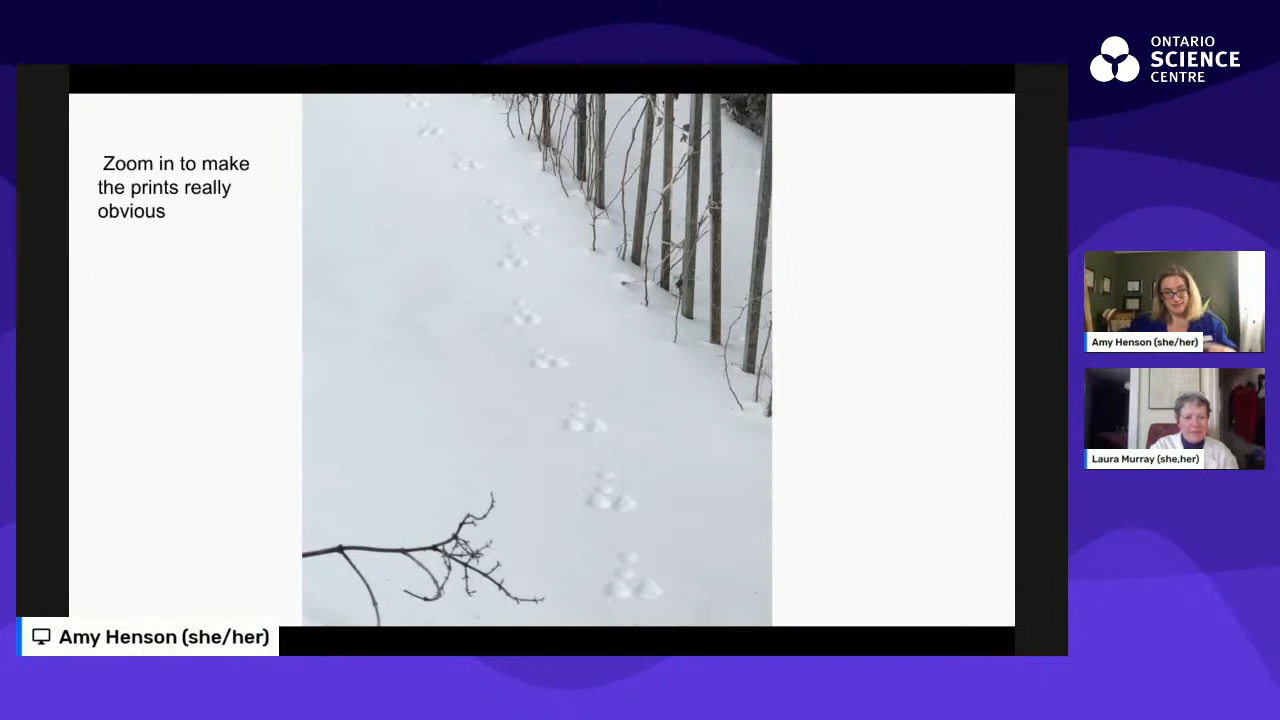 ONTARIO
SCIENCE
CENTRE
Zoom in to make
the prints really
obvious
Amy Henson (she/her)
Laura Murray (she,her)
Amy Henson (she/her)